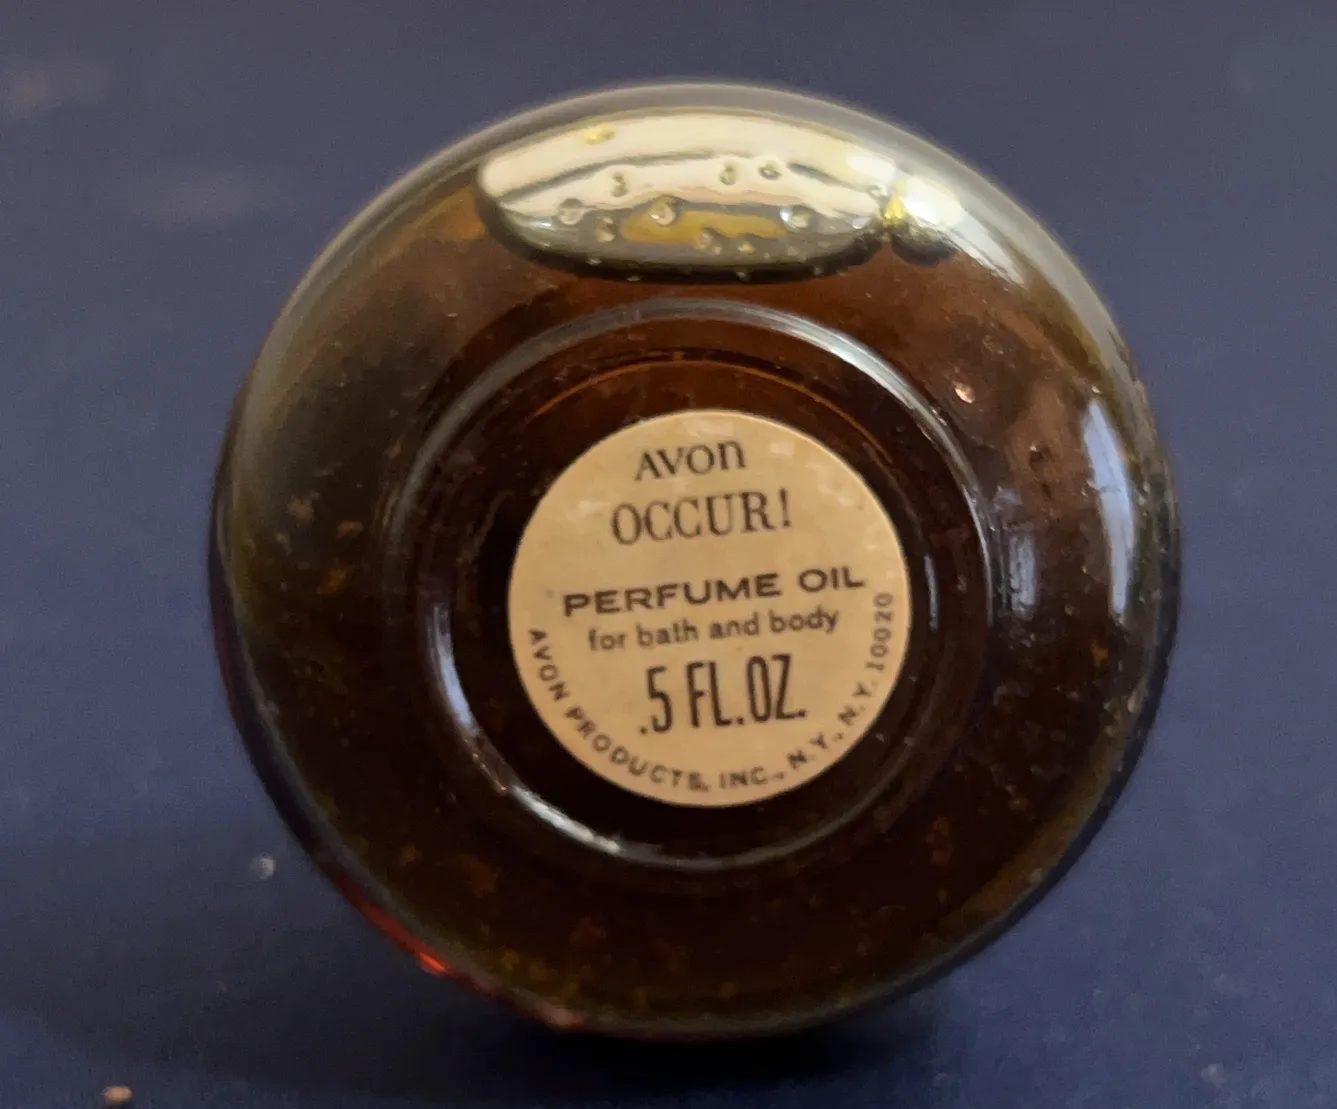 AVON
OCCUR!
PERFUME OIL
for bath and body
.5 FL.OZ.
AVON PRODUCTS, INC., N.Y., N.Y. 10020